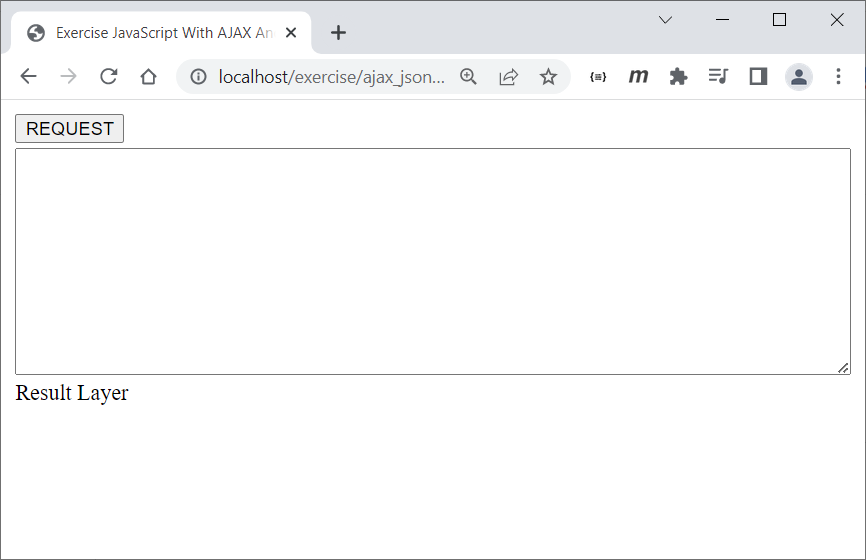 Exercise JavaScript With AJAX An
localhost/exercise/ajax_json...
m
REQUEST
Result Layer